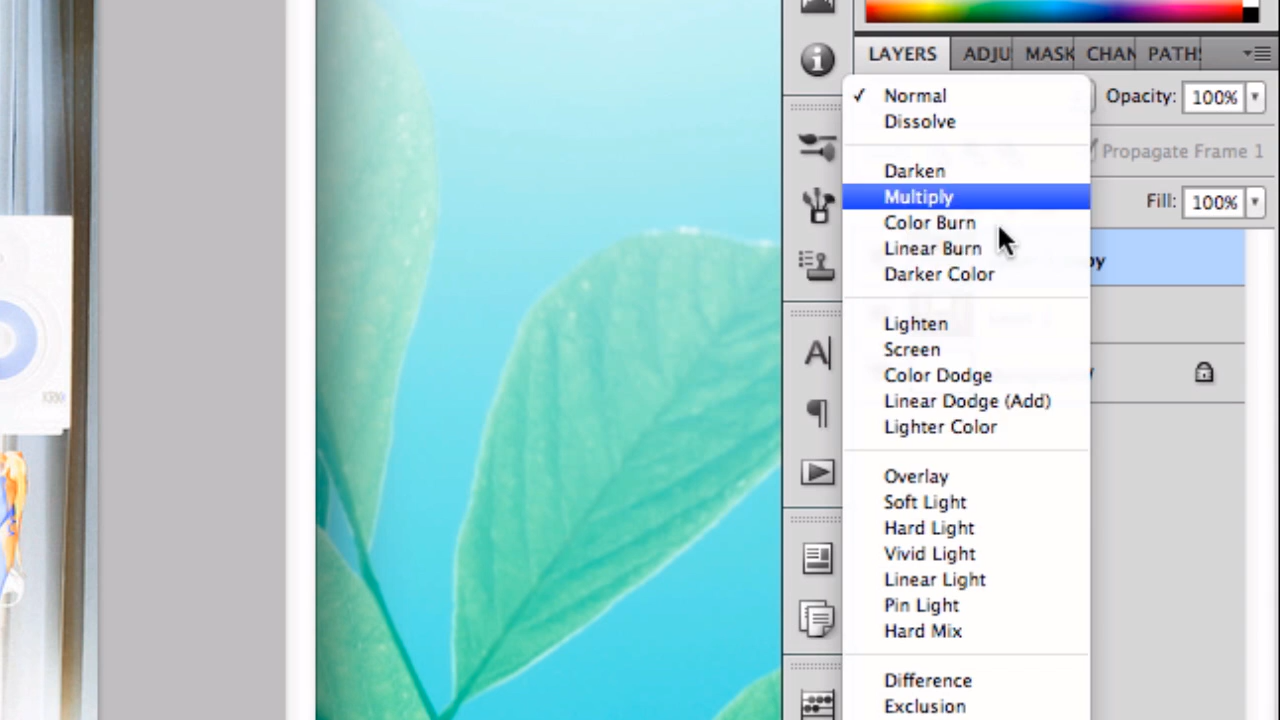 LAYERS ADJU MASK CHAN PATH
Normal
Opacity: 100%
Dissolve
Propagate Frame 1
Darken
Multiply
Fill: 100%
Color Burn
Linear Burn
py
Darker Color
Lighten
Screen
Color Dodge
Linear Dodge (Add)
Lighter Color
KRK
Overlay
Soft Light
Hard Light
Vivid Light
Linear Light
Pin Light
Hard Mix
Difference
Exclusion